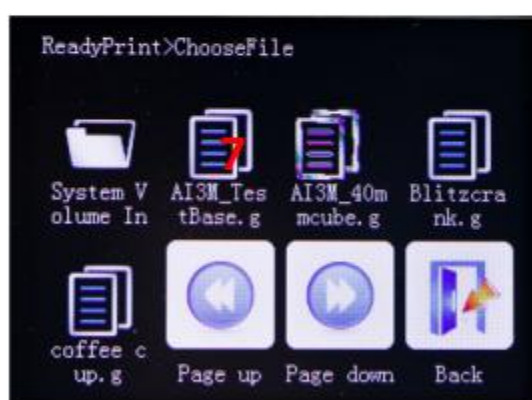 ReadyPrint>ChooseFile
7
System V AI3M_Tes AI3M_40m Blitzcra
olume In tBase.g mcube.g nk.g
coffee c
up.g Page up Page down Back